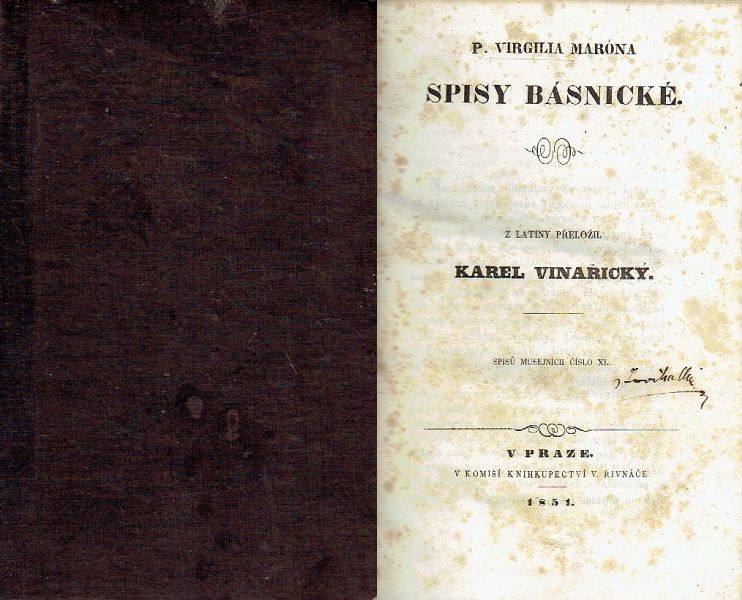 P. VIRGILIA MARÓNA
SPISY BÁSNICKÉ.
Z LATINY PŘELOŽIL
KAREL VINAŘICKÝ.
SPISŮ MUSEJNÍCH ČÍSLO XL.
V PRAZE.
V KOMISÍ KNIHKUPECTVÍ V. ŘIVNÁČE
1851.